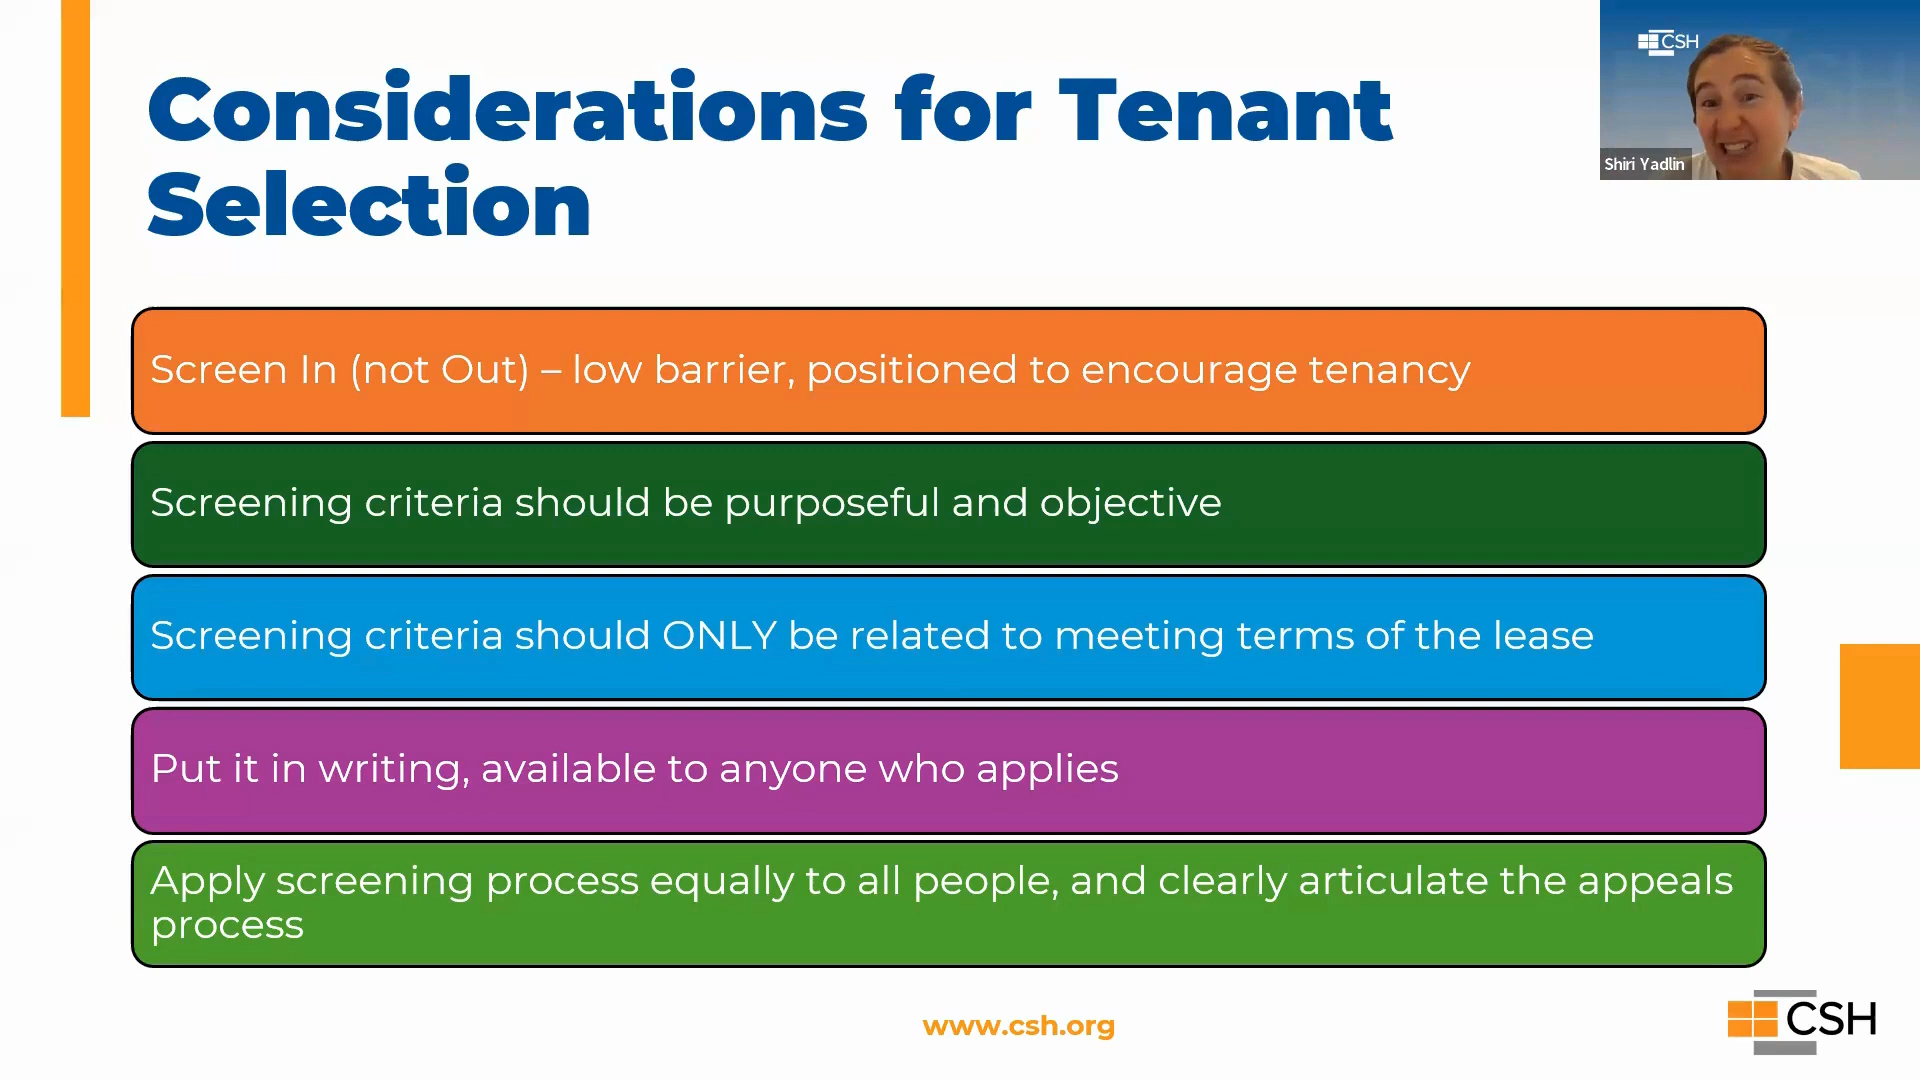 Considerations for Tenant
Selection
CSH
Shiri Yadlin
Screen In (not Out) – low barrier, positioned to encourage tenancy
Screening criteria should be purposeful and objective
Screening criteria should ONLY be related to meeting terms of the lease
Put it in writing, available to anyone who applies
Apply screening process equally to all people, and clearly articulate the appeals
process
www.csh.org
CSH